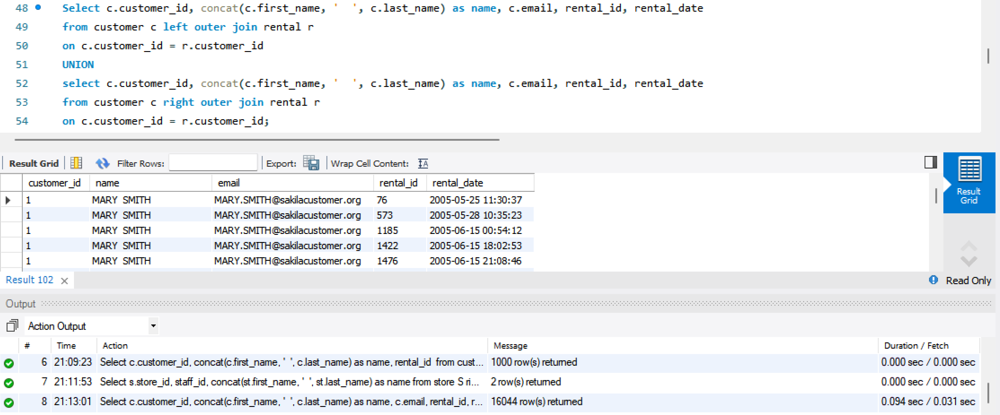 48 Select c.customer_id, concat(c.first_name, '  ', c.last_name) as name, c.email, rental_id, rental_date
49 from customer c left outer join rental r
50 on c.customer_id = r.customer_id
51 UNION
52 select c.customer_id, concat(c.first_name, '  ', c.last_name) as name, c.email, rental_id, rental_date
53 from customer c right outer join rental r
54 on c.customer_id = r.customer_id;
Result Grid Filter Rows: Export: Wrap Cell Content: A
Result
Grid
customer_id name email rental_id rental_date
1 MARY  SMITH MARY.SMITH@sakilacustomer.org 76 2005-05-25 11:30:37
1 MARY  SMITH MARY.SMITH@sakilacustomer.org 573 2005-05-28 10:35:23
1 MARY  SMITH MARY.SMITH@sakilacustomer.org 1185 2005-06-15 00:54:12
1 MARY  SMITH MARY.SMITH@sakilacustomer.org 1422 2005-06-15 18:02:53
1 MARY  SMITH MARY.SMITH@sakilacustomer.org 1476 2005-06-15 21:08:46
Result 102 Read Only
Output
Action Output
# Time Action Message Duration / Fetch
6 21:09:23 Select c.customer_id, concat(c.first_name, '  ', c.last_name) as name, rental_id  from cust... 1000 row(s) returned 0.000 sec / 0.000 sec
7 21:11:53 Select s.store_id, staff_id, concat(st.first_name, '  ', st.last_name) as name from store S ri... 2 row(s) returned 0.000 sec / 0.000 sec
8 21:13:01 Select c.customer_id, concat(c.first_name, '  ', c.last_name) as name, c.email, rental_id, r... 16044 row(s) returned 0.094 sec / 0.031 sec